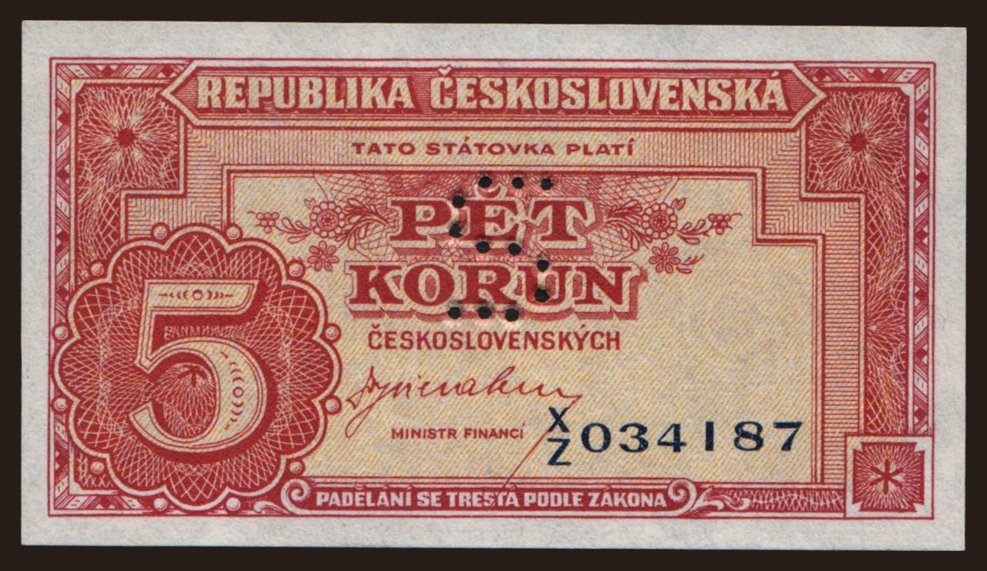 REPUBLIKA ČESKOSLOVENSKÁ
TATO STÁTOVKA PLATÍ
PĚT
KORUN
ČESKOSLOVENSKÝCH
5
MINISTR FINANCÍ
X/Z 034187
PADĚLÁNÍ SE TRESTÁ PODLE ZÁKONA